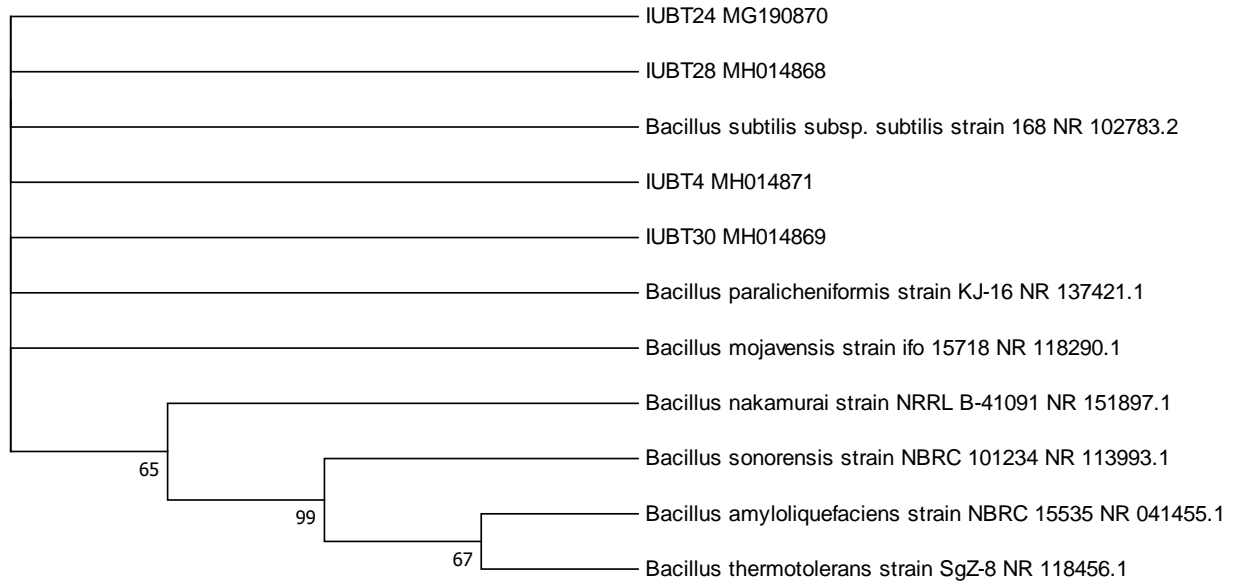 IUBT24 MG190870
IUBT28 MH014868
Bacillus subtilis subsp. subtilis strain 168 NR 102783.2
IUBT4 MH014871
IUBT30 MH014869
Bacillus paralicheniformis strain KJ-16 NR 137421.1
Bacillus mojavensis strain ifo 15718 NR 118290.1
Bacillus nakamurai strain NRRL B-41091 NR 151897.1
65
Bacillus sonorensis strain NBRC 101234 NR 113993.1
99
Bacillus amyloliquefaciens strain NBRC 15535 NR 041455.1
67
Bacillus thermotolerans strain SgZ-8 NR 118456.1